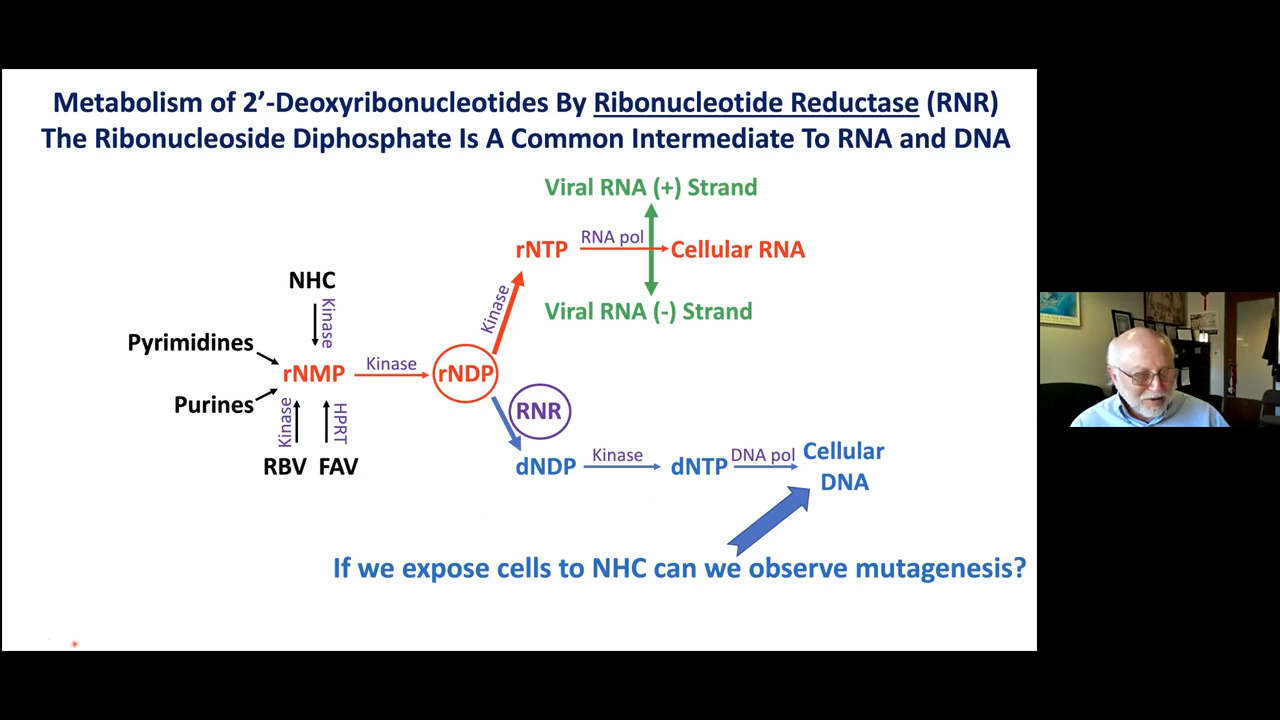 Metabolism of 2’-Deoxyribonucleotides By Ribonucleotide Reductase (RNR)
The Ribonucleoside Diphosphate Is A Common Intermediate To RNA and DNA
Viral RNA (+) Strand
RNA pol
rNTP
Cellular RNA
NHC
Kinase
Kinase
Viral RNA (-) Strand
Pyrimidines
Kinase
rNMP
rNDP
Purines
Kinase
HPRT
RNR
RBV FAV
dNDP
Kinase
dNTP
DNA pol
Cellular
DNA
If we expose cells to NHC can we observe mutagenesis?